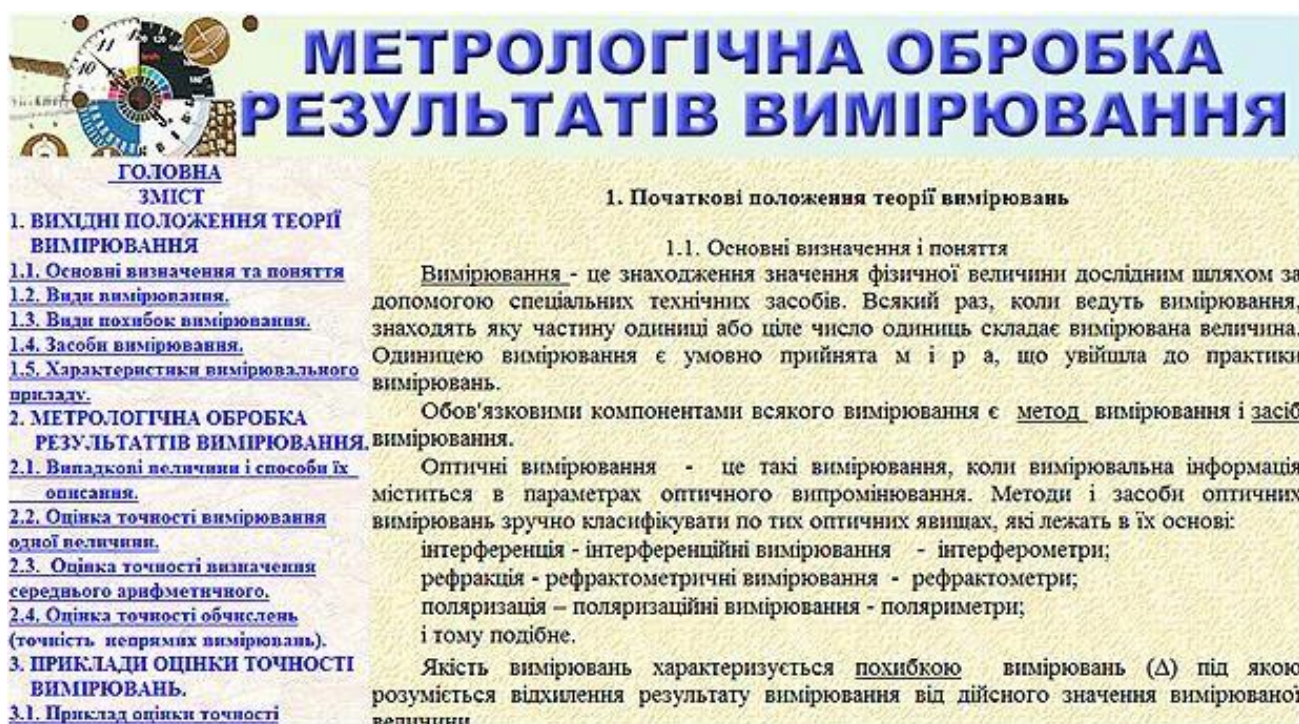 МЕТРОЛОГІЧНА ОБРОБКА
РЕЗУЛЬТАТІВ ВИМІРЮВАННЯ
ГОЛОВНА
ЗМІСТ
1. ВИХІДНІ ПОЛОЖЕННЯ ТЕОРІЇ
ВИМІРЮВАННЯ
1.1. Основні визначення та поняття
1.2. Види вимірювання.
1.3. Види похибок вимірювання.
1.4. Засоби вимірювання.
1.5. Характеристики вимірювального
приладу.
2. МЕТРОЛОГІЧНА ОБРОБКА
РЕЗУЛЬТАТТІВ ВИМІРЮВАННЯ.
2.1. Випадкові величини і способи їх
описання.
2.2. Оцінка точності вимірювання
одної величини.
2.3. Оцінка точності визначення
середнього арифметичного.
2.4. Оцінка точності обчислень
(точність непрямих вимірювань).
3. ПРИКЛАДИ ОЦІНКИ ТОЧНОСТІ
ВИМІРЮВАНЬ.
3.1. Приклад оцінки точності
1. Початкові положення теорії вимірювань
1.1. Основні визначення і поняття
Вимірювання - це знаходження значення фізичної величини дослідним шляхом за
допомогою спеціальних технічних засобів. Всякий раз, коли ведуть вимірювання,
знаходять яку частину одиниці або ціле число одиниць складає вимірювана величина.
Одиницею вимірювання є умовно прийнята м і р а, що увійшла до практики
вимірювань.
Обов'язковими компонентами всякого вимірювання є метод вимірювання і засіб
вимірювання.
Оптичні вимірювання - це такі вимірювання, коли вимірювальна інформація
міститься в параметрах оптичного випромінювання. Методи і засоби оптичних
вимірювань зручно класифікувати по тих оптичних явищах, які лежать в їх основі:
інтерференція - інтерференційні вимірювання - інтерферометри;
рефракція - рефрактометричні вимірювання - рефрактометри;
поляризація – поляризаційні вимірювання - поляриметри;
і тому подібне.
Якість вимірювань характеризується похибкою вимірювань (Δ) під якою
розуміється відхилення результату вимірювання від дійсного значення вимірюваної
величини